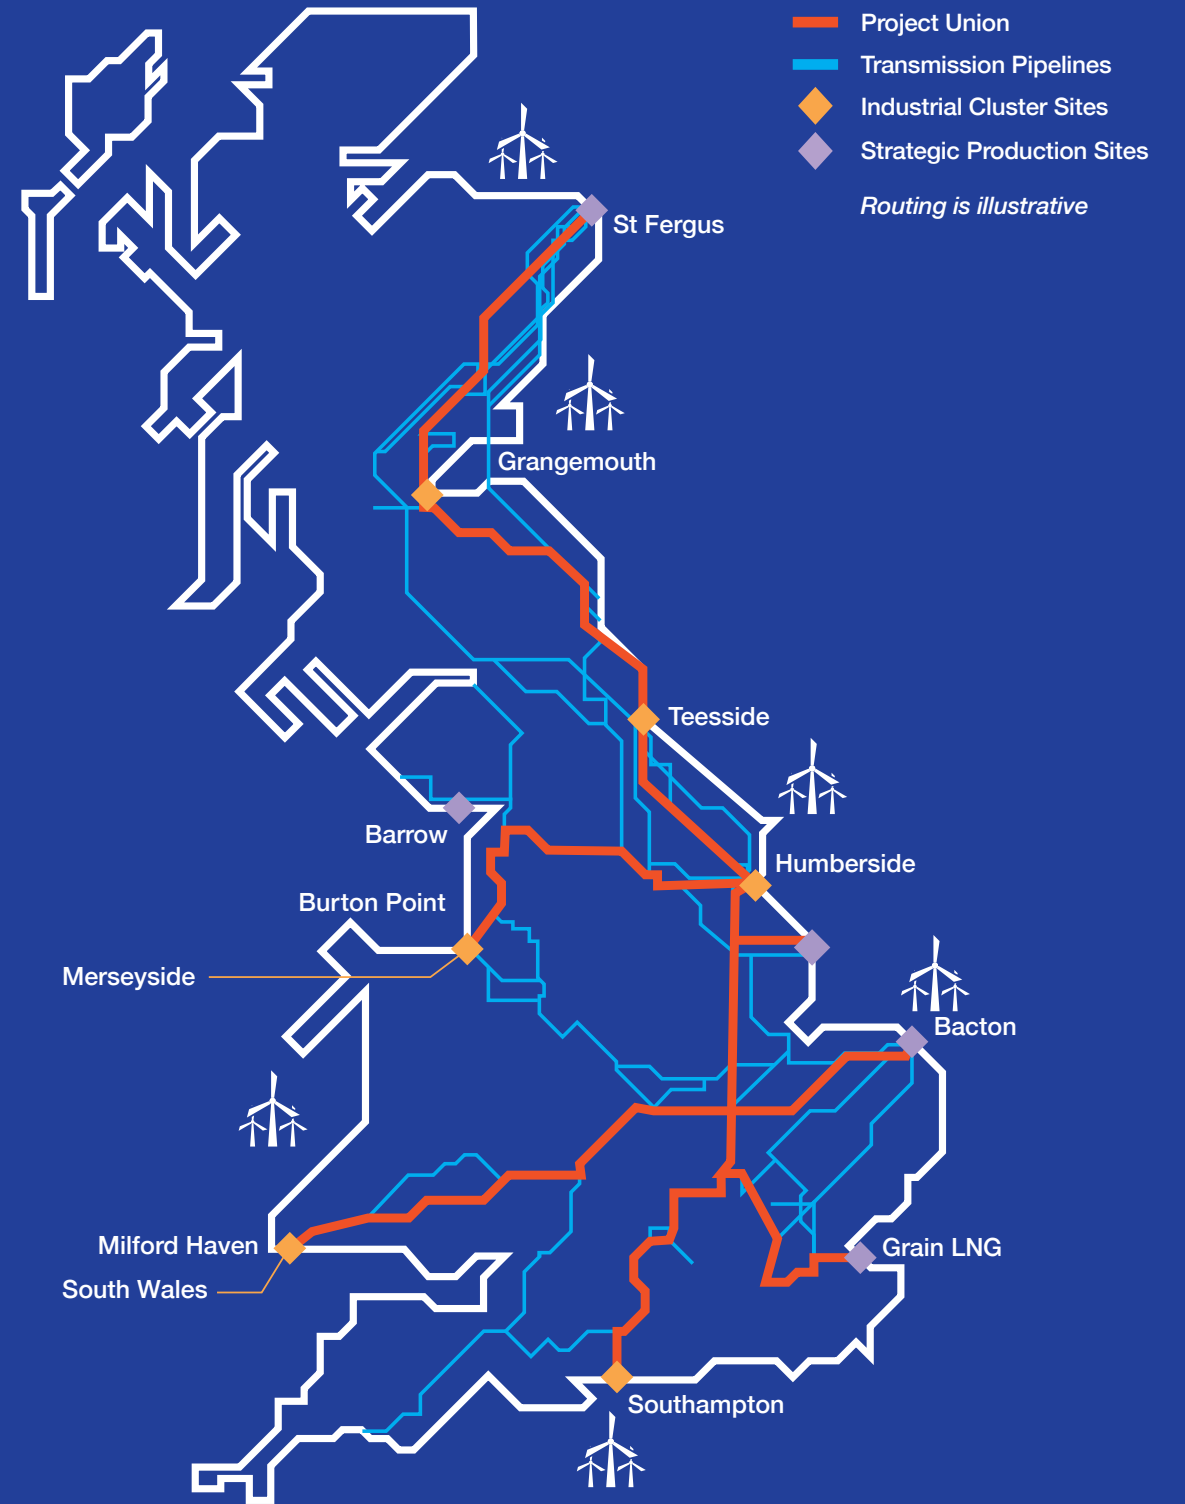 Project Union
Transmission Pipelines
Industrial Cluster Sites
Strategic Production Sites
Routing is illustrative
St Fergus
Grangemouth
Teesside
Barrow
Humberside
Burton Point
Merseyside
Bacton
Milford Haven
Grain LNG
South Wales
Southampton